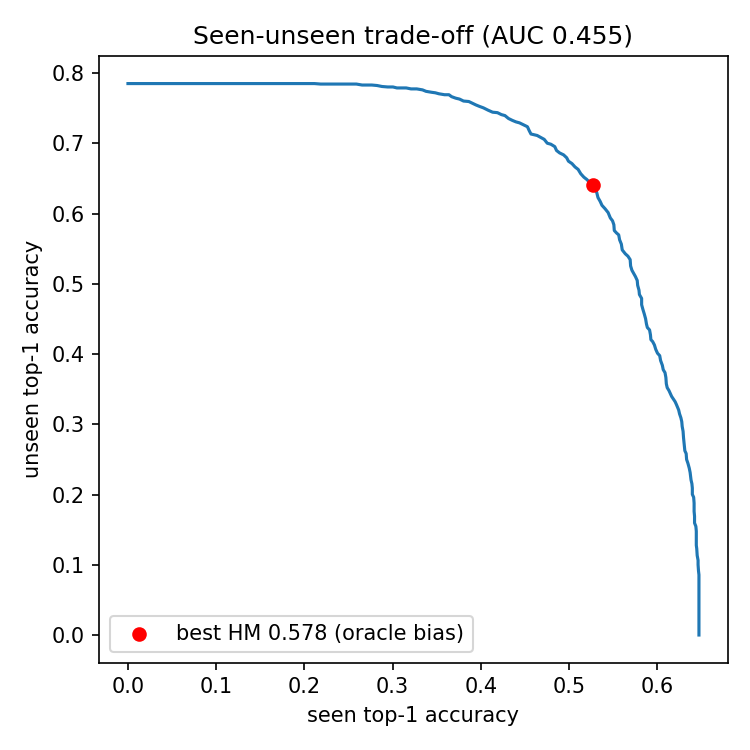 Seen-unseen trade-off (AUC 0.455)
unseen top-1 accuracy
0.8
0.7
0.6
0.5
0.4
0.3
0.2
0.1
0.0
best HM 0.578 (oracle bias)
0.0 0.1 0.2 0.3 0.4 0.5 0.6
seen top-1 accuracy